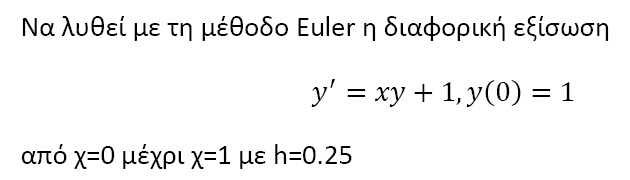 Να λυθεί με τη μέθοδο Euler η διαφορική εξίσωση
y′ = xy + 1, y(0) = 1
από χ=0 μέχρι χ=1 με h=0.25